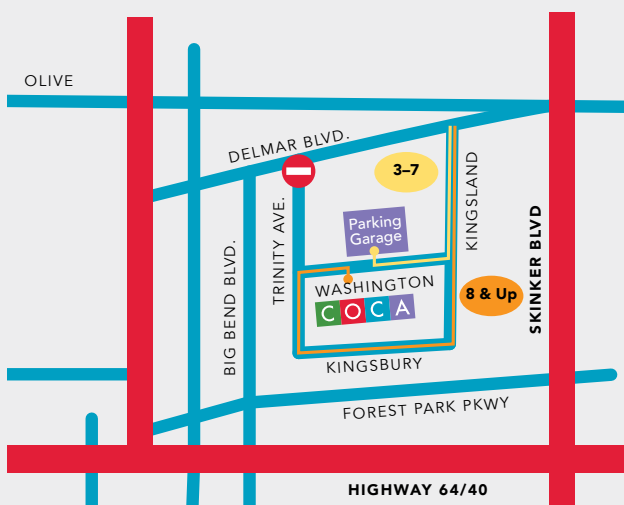 OLIVE
DELMAR BLVD.
3–7
KINGSLAND
Parking
Garage
TRINITY AVE.
SKINKER BLVD
BIG BEND BLVD.
WASHINGTON
8 & Up
COCA
KINGSBURY
FOREST PARK PKWY
HIGHWAY 64/40